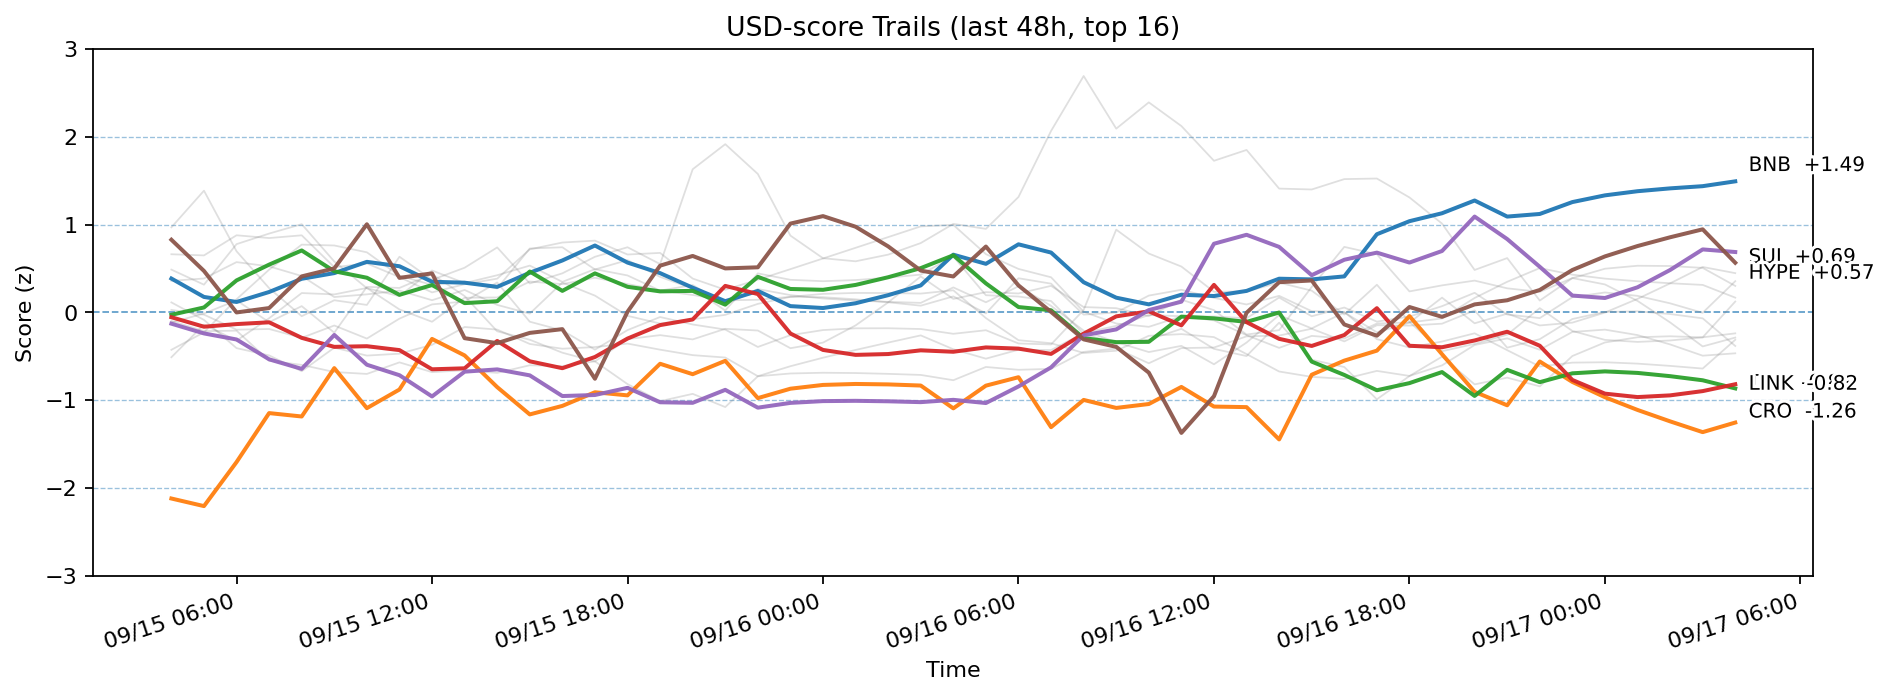 USD-score Trails (last 48h, top 16)
Score (z)
3
2
1
0
−1
−2
−3
BNB +1.49
SUI +0.69
HYPE +0.57
LINK -0.82
CRO -1.26
09/15 06:00
09/15 12:00
09/15 18:00
09/16 00:00
09/16 06:00
09/16 12:00
09/16 18:00
09/17 00:00
09/17 06:00
Time